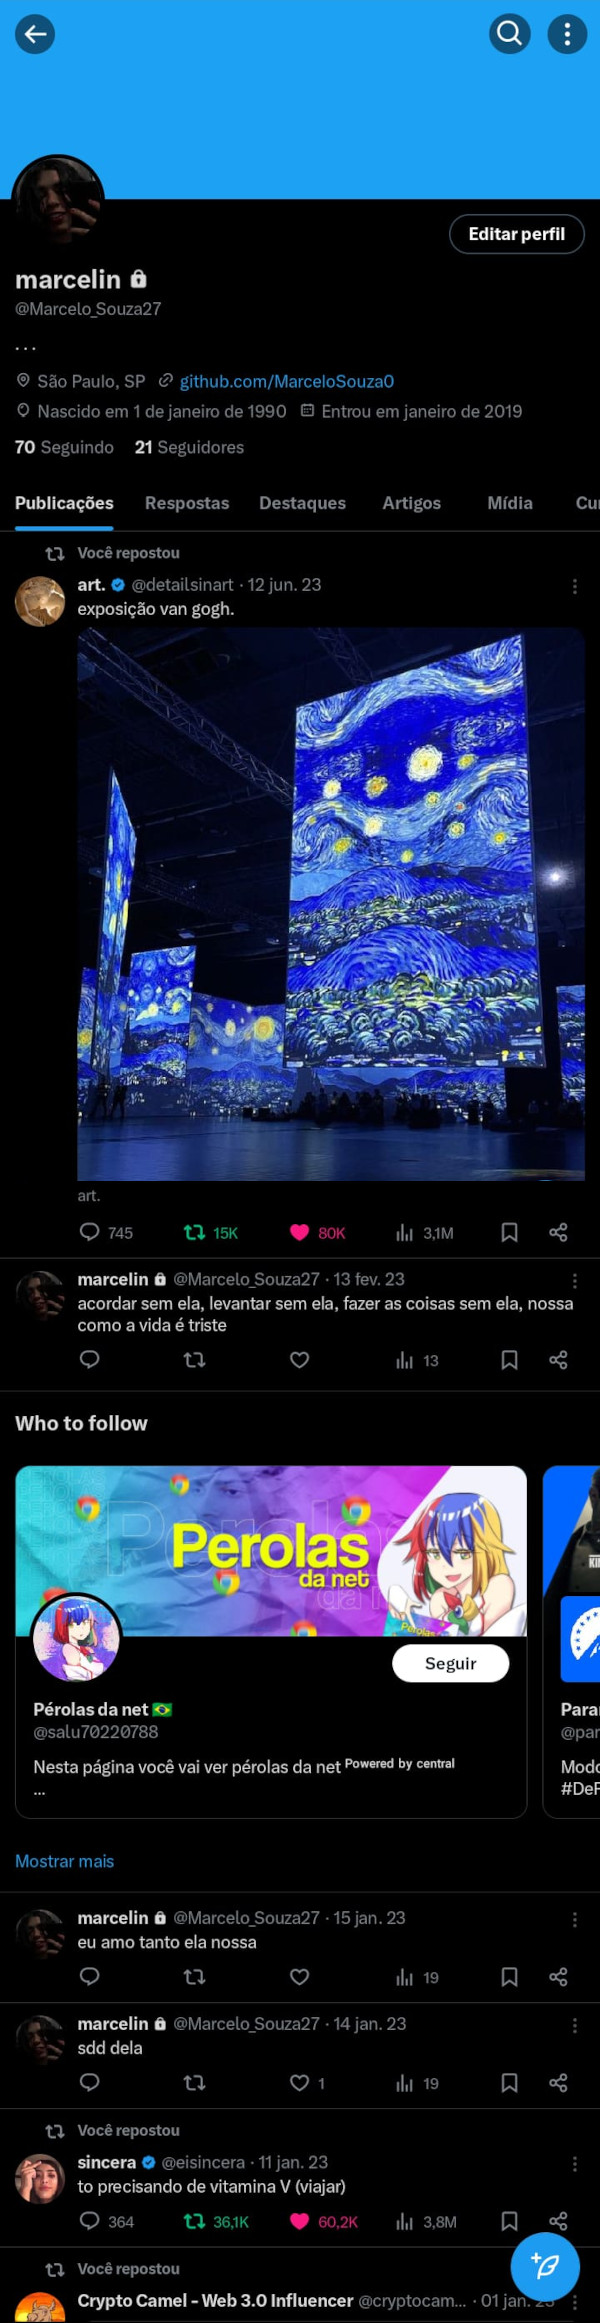 Editar perfil
marcelin
@Marcelo_Souza27
...
São Paulo, SP github.com/MarceloSouza0
Nascido em 1 de janeiro de 1990 Entrou em janeiro de 2019
70 Seguindo 21 Seguidores
Publicações Respostas Destaques Artigos Mídia Cu
Você repostou
art. @detailsinart · 12 jun. 23
exposição van gogh.
art.
745 15K 80K 3,1M
marcelin @Marcelo_Souza27 · 13 fev. 23
acordar sem ela, levantar sem ela, fazer as coisas sem ela, nossa
como a vida é triste
13
Who to follow
Perolas
da net
Seguir
Pérolas da net 🇧🇷
@salu70220788
Nesta página você vai ver pérolas da net Powered by central
...
Para
@par
Modo
#DeF
Mostrar mais
marcelin @Marcelo_Souza27 · 15 jan. 23
eu amo tanto ela nossa
19
marcelin @Marcelo_Souza27 · 14 jan. 23
sdd dela
1 19
Você repostou
sincera @eisincera · 11 jan. 23
to precisando de vitamina V (viajar)
364 36,1K 60,2K 3,8M
Você repostou
Crypto Camel - Web 3.0 Influencer @cryptocam... · 01 jan. 23